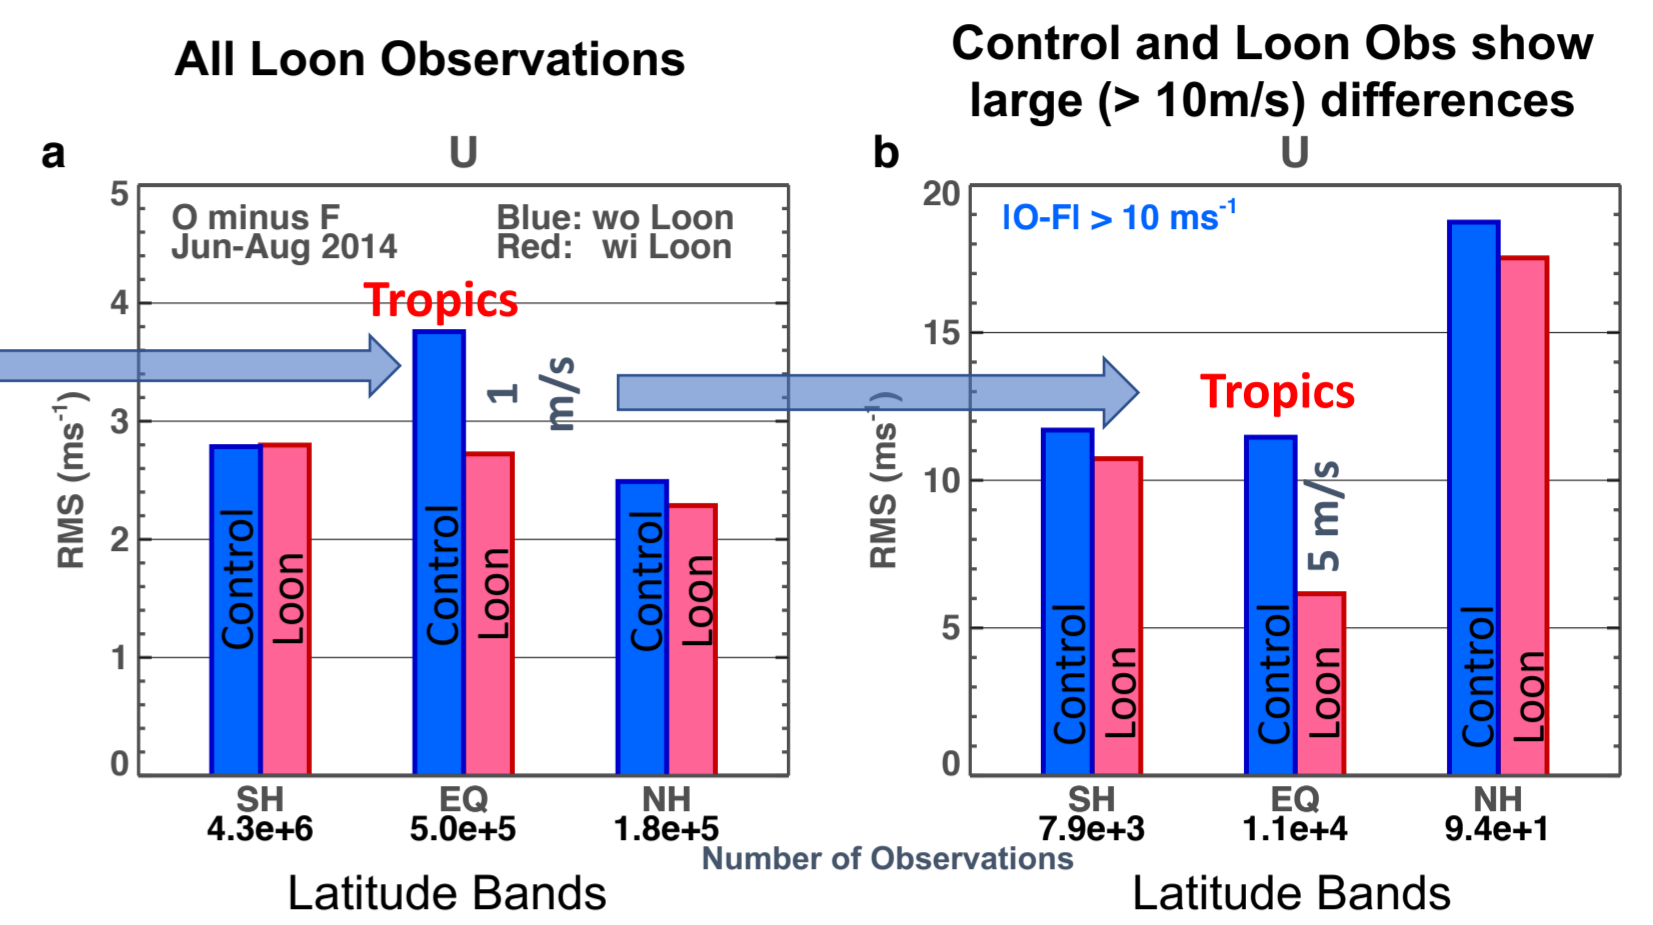 All Loon Observations
Control and Loon Obs show
large (> 10m/s) differences
a
U
O minus F
Jun-Aug 2014
Blue: wo Loon
Red: wi Loon
Tropics
1
m/s
RMS (ms-1)
5
4
3
2
1
0
Control
Loon
Control
Loon
Control
Loon
SH
EQ
NH
4.3e+6
5.0e+5
1.8e+5
Latitude Bands
Number of Observations
b
U
|O-F| > 10 ms-1
Tropics
5 m/s
RMS (ms-1)
20
15
10
5
0
Control
Loon
Control
Loon
Control
Loon
SH
EQ
NH
7.9e+3
1.1e+4
9.4e+1
Latitude Bands